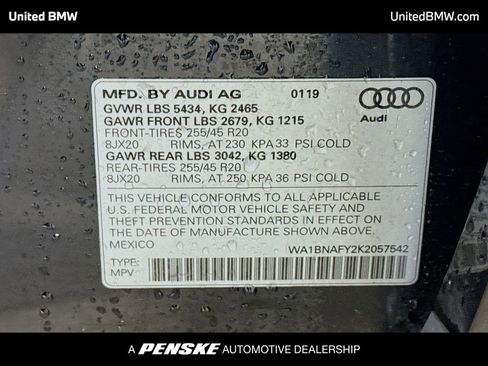 United BMW
UnitedBMW.com
MFD. BY AUDI AG 0119
GVWR LBS 5434, KG 2465
GAWR FRONT LBS 2679, KG 1215
FRONT-TIRES 255/45 R20
8JX20 RIMS, AT 230 KPA 33 PSI COLD
GAWR REAR LBS 3042, KG 1380
REAR-TIRES 255/45 R20
8JX20 RIMS, AT 250 KPA 36 PSI COLD
Audi
THIS VEHICLE CONFORMS TO ALL APPLICABLE
U.S. FEDERAL MOTOR VEHICLE SAFETY AND
THEFT PREVENTION STANDARDS IN EFFECT ON
THE DATE OF MANUFACTURE SHOWN ABOVE.
MEXICO
WA1BNAFY2K2057542
TYPE:
MPV
A PENSKE AUTOMOTIVE DEALERSHIP